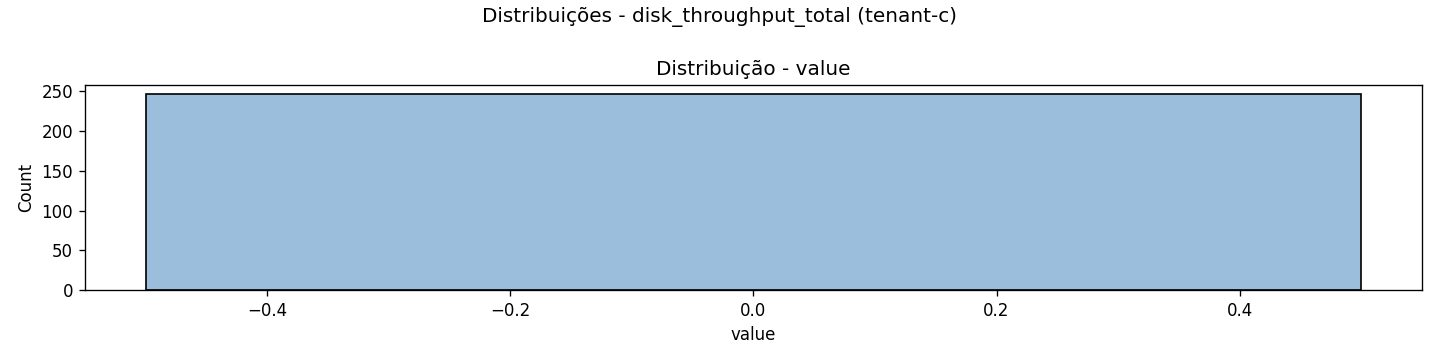 Distribuições - disk_throughput_total (tenant-c)
Distribuição - value
250
200
150
100
50
0
Count
−0.4 −0.2 0.0 0.2 0.4
value